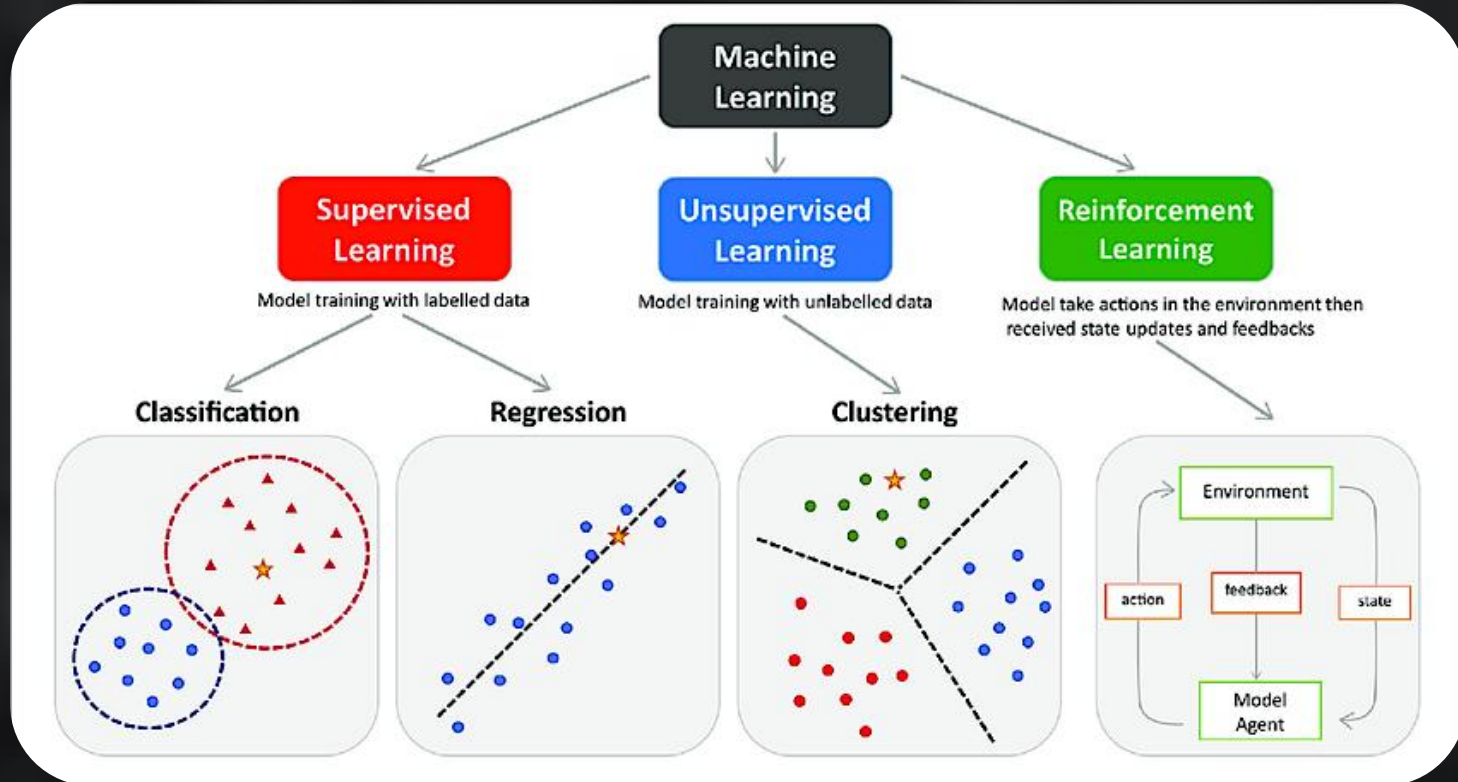 Machine
Learning
Supervised
Learning
Unsupervised
Learning
Reinforcement
Learning
Model training with labelled data
Model training with unlabelled data
Model take actions in the environment then
received state updates and feedbacks
Classification
Regression
Clustering
Environment
action
feedback
state
Model
Agent